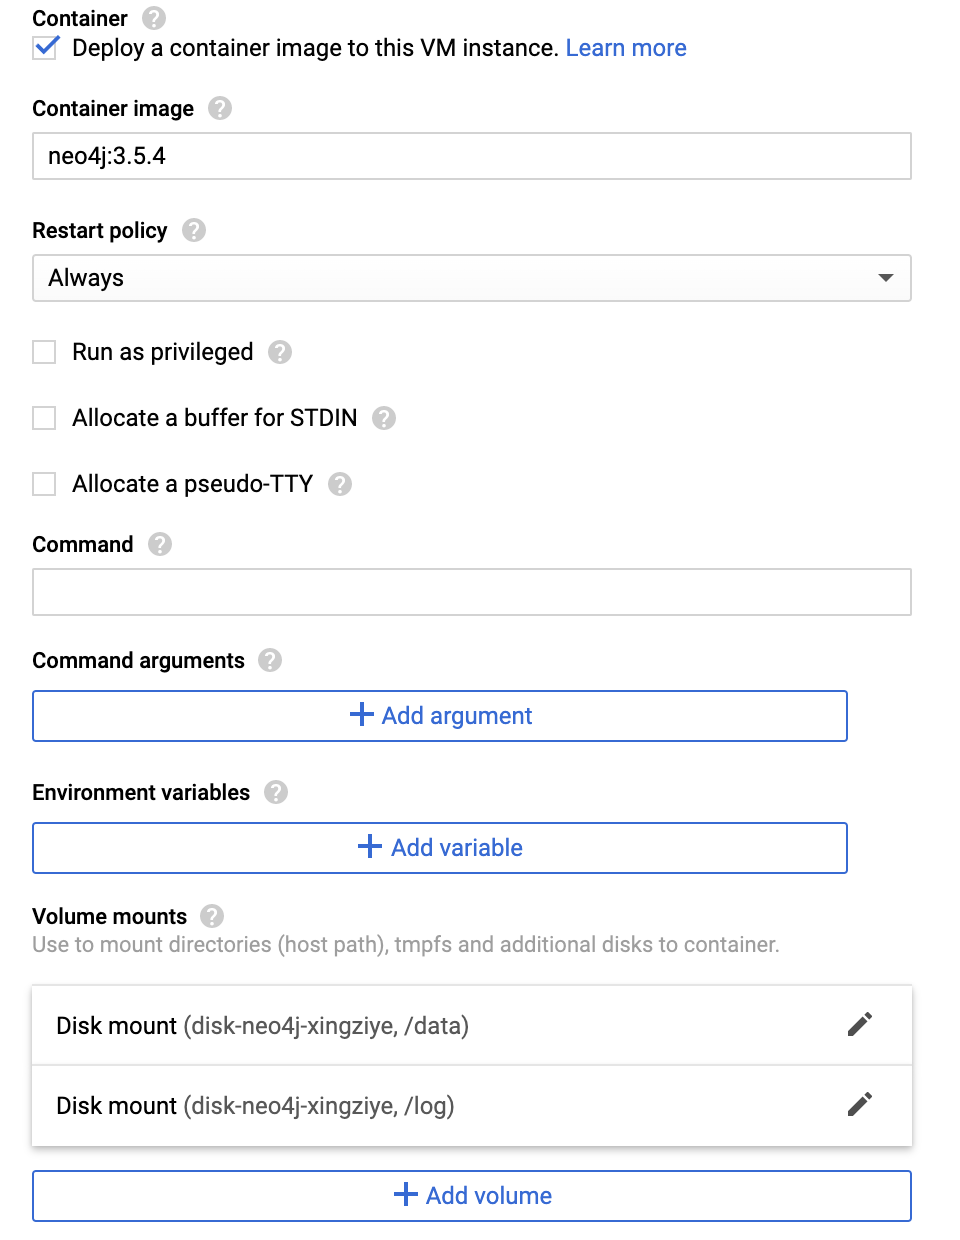 Container ?
Deploy a container image to this VM instance. Learn more
Container image ?
neo4j:3.5.4
Restart policy ?
Always
Run as privileged ?
Allocate a buffer for STDIN ?
Allocate a pseudo-TTY ?
Command ?
Command arguments ?
+ Add argument
Environment variables ?
+ Add variable
Volume mounts ?
Use to mount directories (host path), tmpfs and additional disks to container.
Disk mount (disk-neo4j-xingziye, /data)
Disk mount (disk-neo4j-xingziye, /log)
+ Add volume